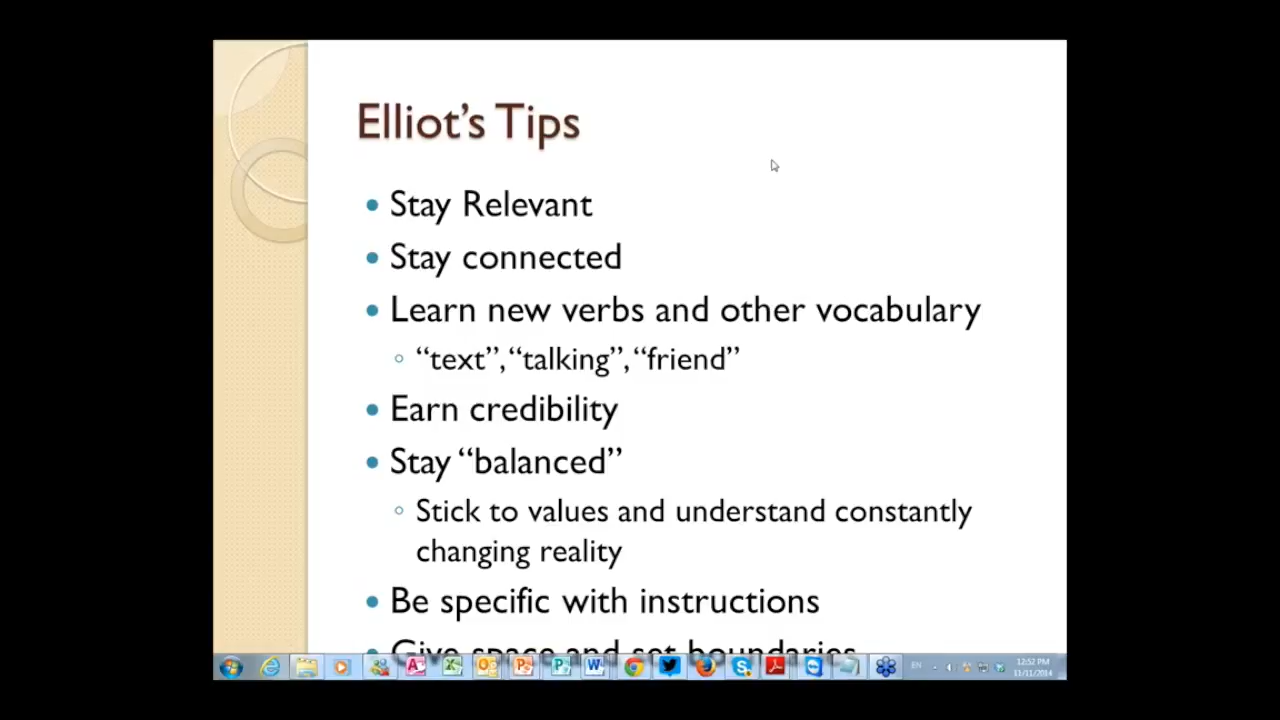 Elliot's Tips
• Stay Relevant
• Stay connected
• Learn new verbs and other vocabulary
◦ “text”, “talking”, “friend”
• Earn credibility
• Stay “balanced”
◦ Stick to values and understand constantly
changing reality
• Be specific with instructions
• Give space and set boundaries
EN
12:52 PM
11/11/2014